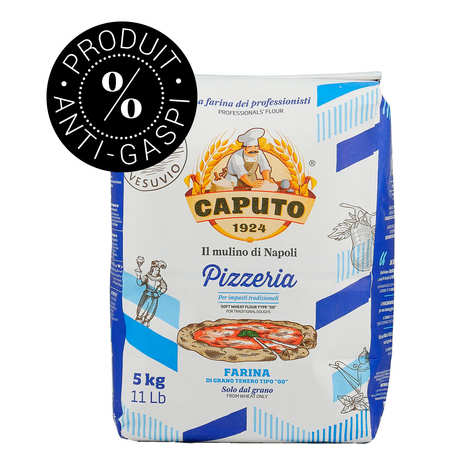 PRODUIT
%
ANTI-GASPI
a farina dei professionisti
PROFESSIONALS' FLOUR
VESUVIO
CAPUTO
®
1924
Il mulino di Napoli
Pizzeria
Per impasti tradizionali
SOFT WHEAT FLOUR TYPE "00"
FOR TRADITIONAL DOUGHS
FARINA
DI GRANO TENERO TIPO "00"
Solo dal grano
FROM WHEAT ONLY
5 kg
11 Lb